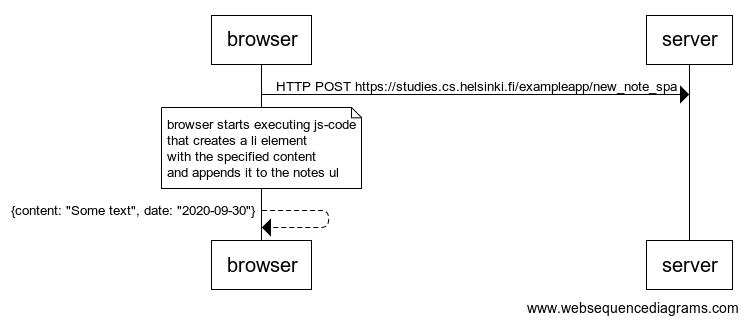 browser
server
HTTP POST https://studies.cs.helsinki.fi/exampleapp/new_note_spa
browser starts executing js-code
that creates a li element
with the specified content
and appends it to the notes ul
{content: "Some text", date: "2020-09-30"}
browser
server
www.websequencediagrams.com